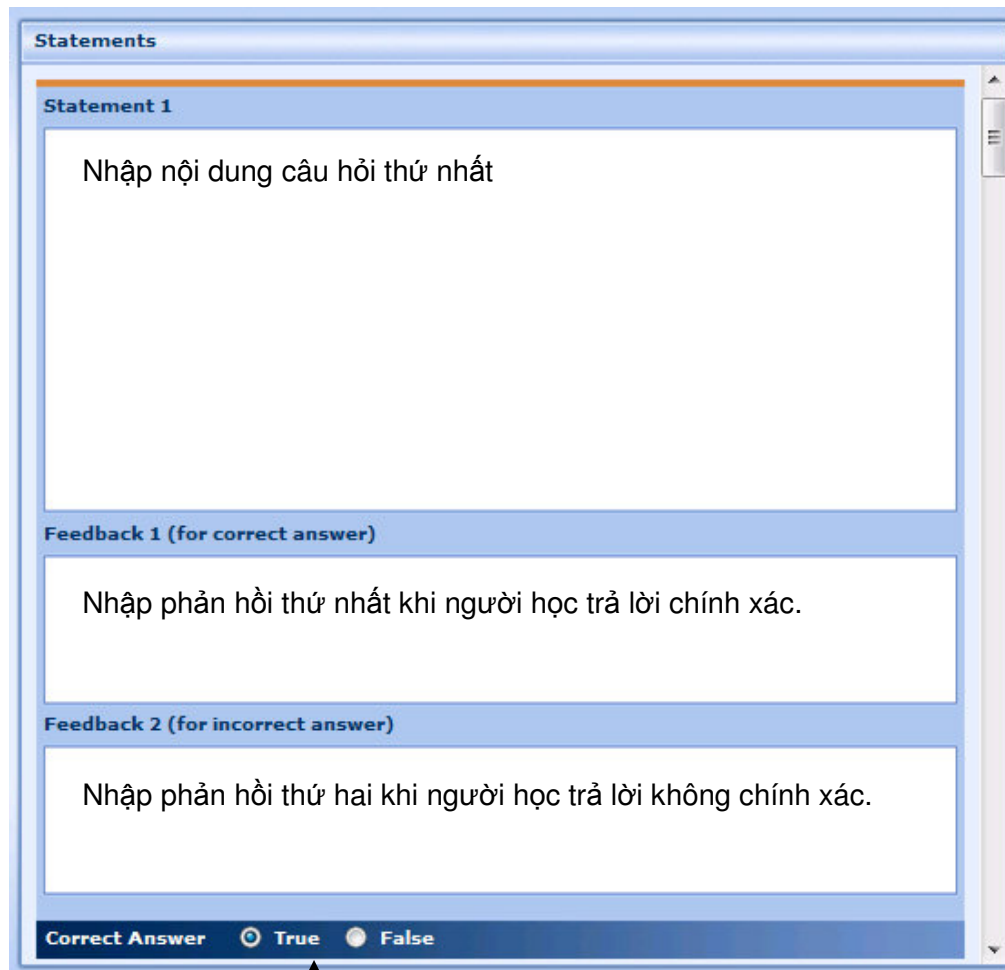 Statements
Statement 1
Nhập nội dung câu hỏi thứ nhất
Feedback 1 (for correct answer)
Nhập phản hồi thứ nhất khi người học trả lời chính xác.
Feedback 2 (for incorrect answer)
Nhập phản hồi thứ hai khi người học trả lời không chính xác.
Correct Answer True False